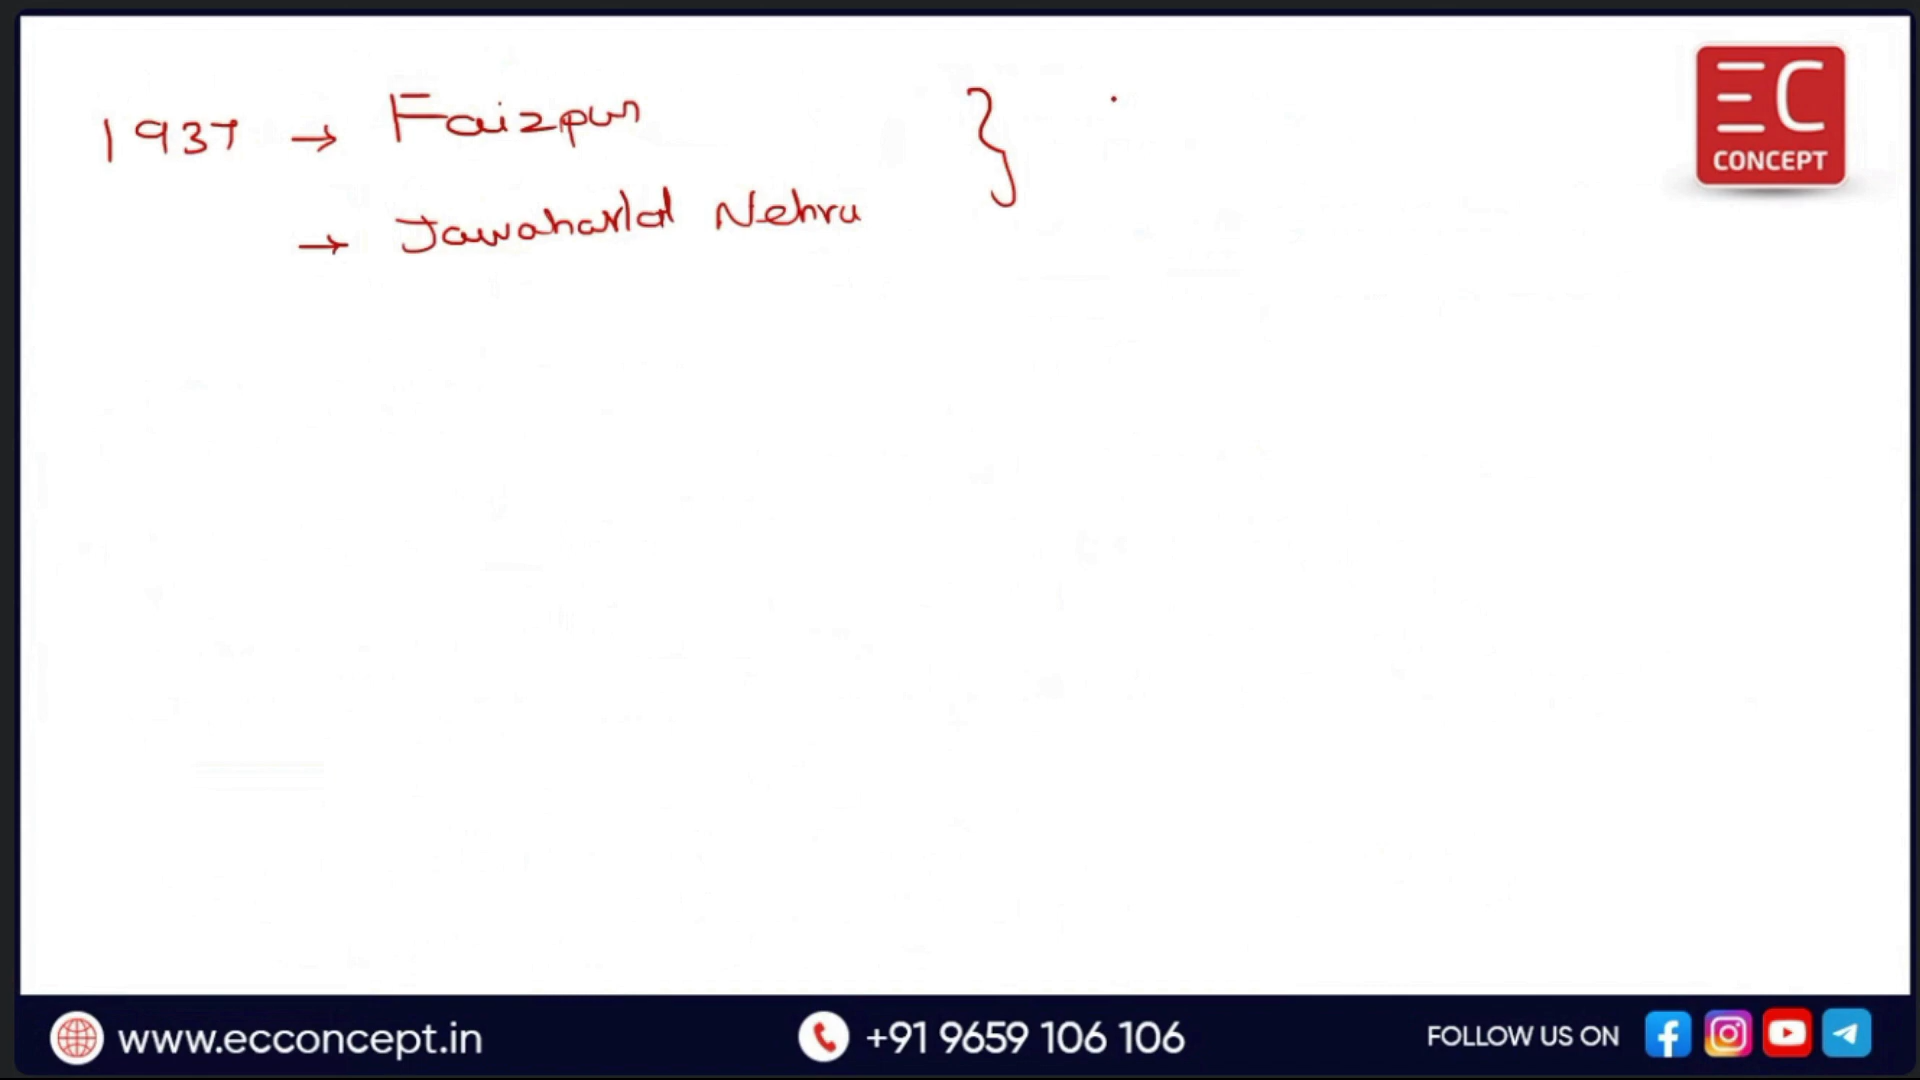 1937 → Faizpur
→ Jawaharlal Nehru
EC
CONCEPT
www.ecconcept.in
+91 9659 106 106
FOLLOW US ON